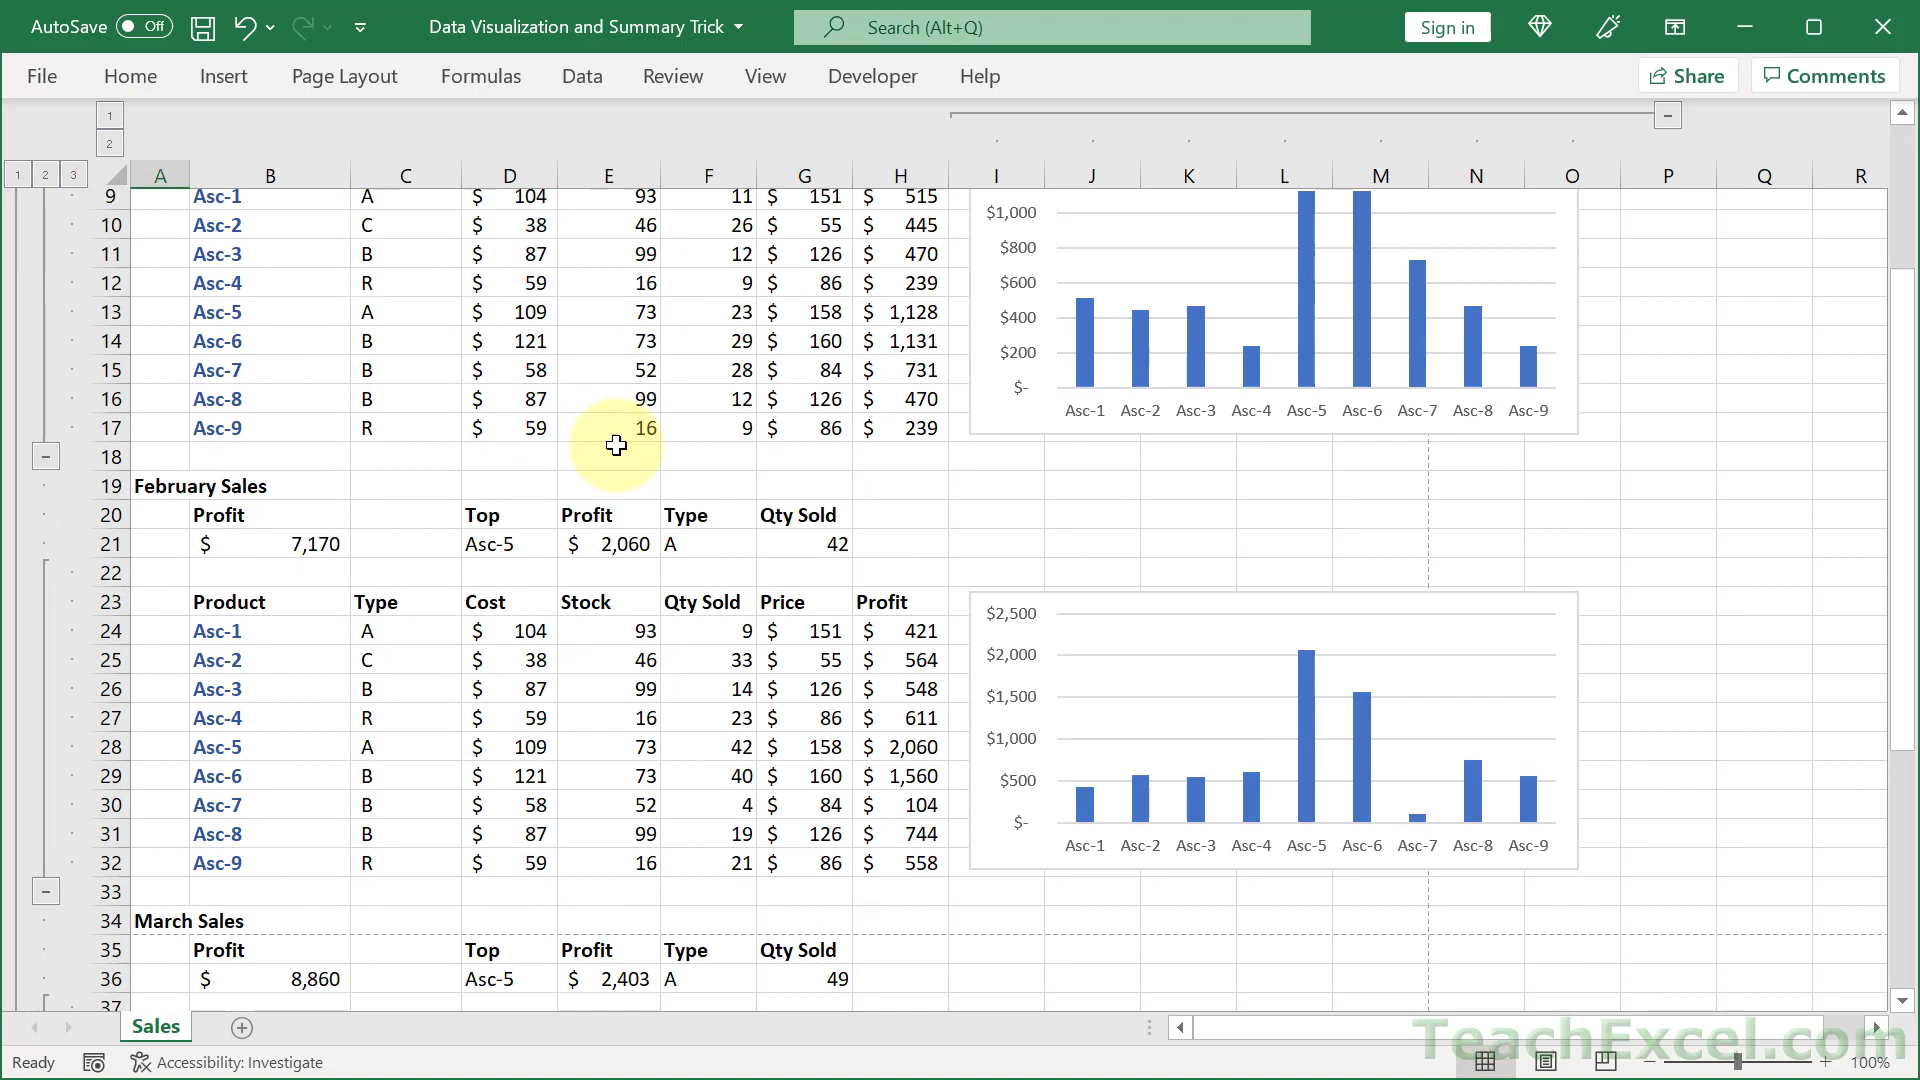 AutoSave Off Data Visualization and Summary Trick Search (Alt+Q) Sign in
File Home Insert Page Layout Formulas Data Review View Developer Help Share Comments
1
2
1 2 3 A B C D E F G H I J K L M N O P Q R
9 Asc-1 A $ 104 93 11 $ 151 $ 515
10 Asc-2 C $ 38 46 26 $ 55 $ 445
11 Asc-3 B $ 87 99 12 $ 126 $ 470
12 Asc-4 R $ 59 16 9 $ 86 $ 239
13 Asc-5 A $ 109 73 23 $ 158 $ 1,128
14 Asc-6 B $ 121 73 29 $ 160 $ 1,131
15 Asc-7 B $ 58 52 28 $ 84 $ 731
16 Asc-8 B $ 87 99 12 $ 126 $ 470
17 Asc-9 R $ 59 16 9 $ 86 $ 239
$1,000
$800
$600
$400
$200
$-
Asc-1 Asc-2 Asc-3 Asc-4 Asc-5 Asc-6 Asc-7 Asc-8 Asc-9
18
19 February Sales
20 Profit Top Profit Type Qty Sold
21 $ 7,170 Asc-5 $ 2,060 A 42
22
23 Product Type Cost Stock Qty Sold Price Profit
24 Asc-1 A $ 104 93 9 $ 151 $ 421
25 Asc-2 C $ 38 46 33 $ 55 $ 564
26 Asc-3 B $ 87 99 14 $ 126 $ 548
27 Asc-4 R $ 59 16 23 $ 86 $ 611
28 Asc-5 A $ 109 73 42 $ 158 $ 2,060
29 Asc-6 B $ 121 73 40 $ 160 $ 1,560
30 Asc-7 B $ 58 52 4 $ 84 $ 104
31 Asc-8 B $ 87 99 19 $ 126 $ 744
32 Asc-9 R $ 59 16 21 $ 86 $ 558
$2,500
$2,000
$1,500
$1,000
$500
$-
Asc-1 Asc-2 Asc-3 Asc-4 Asc-5 Asc-6 Asc-7 Asc-8 Asc-9
33
34 March Sales
35 Profit Top Profit Type Qty Sold
36 $ 8,860 Asc-5 $ 2,403 A 49
37
Sales
TeachExcel.com
Ready Accessibility: Investigate 100%